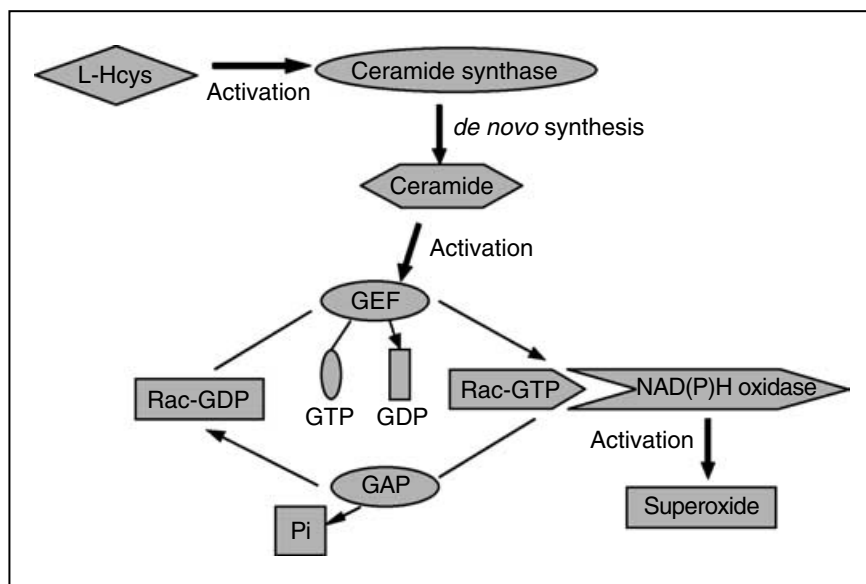 L-Hcys
Activation
Ceramide synthase
de novo synthesis
Ceramide
Activation
GEF
Rac-GDP
GTP
GDP
Rac-GTP
NAD(P)H oxidase
Activation
GAP
Pi
Superoxide